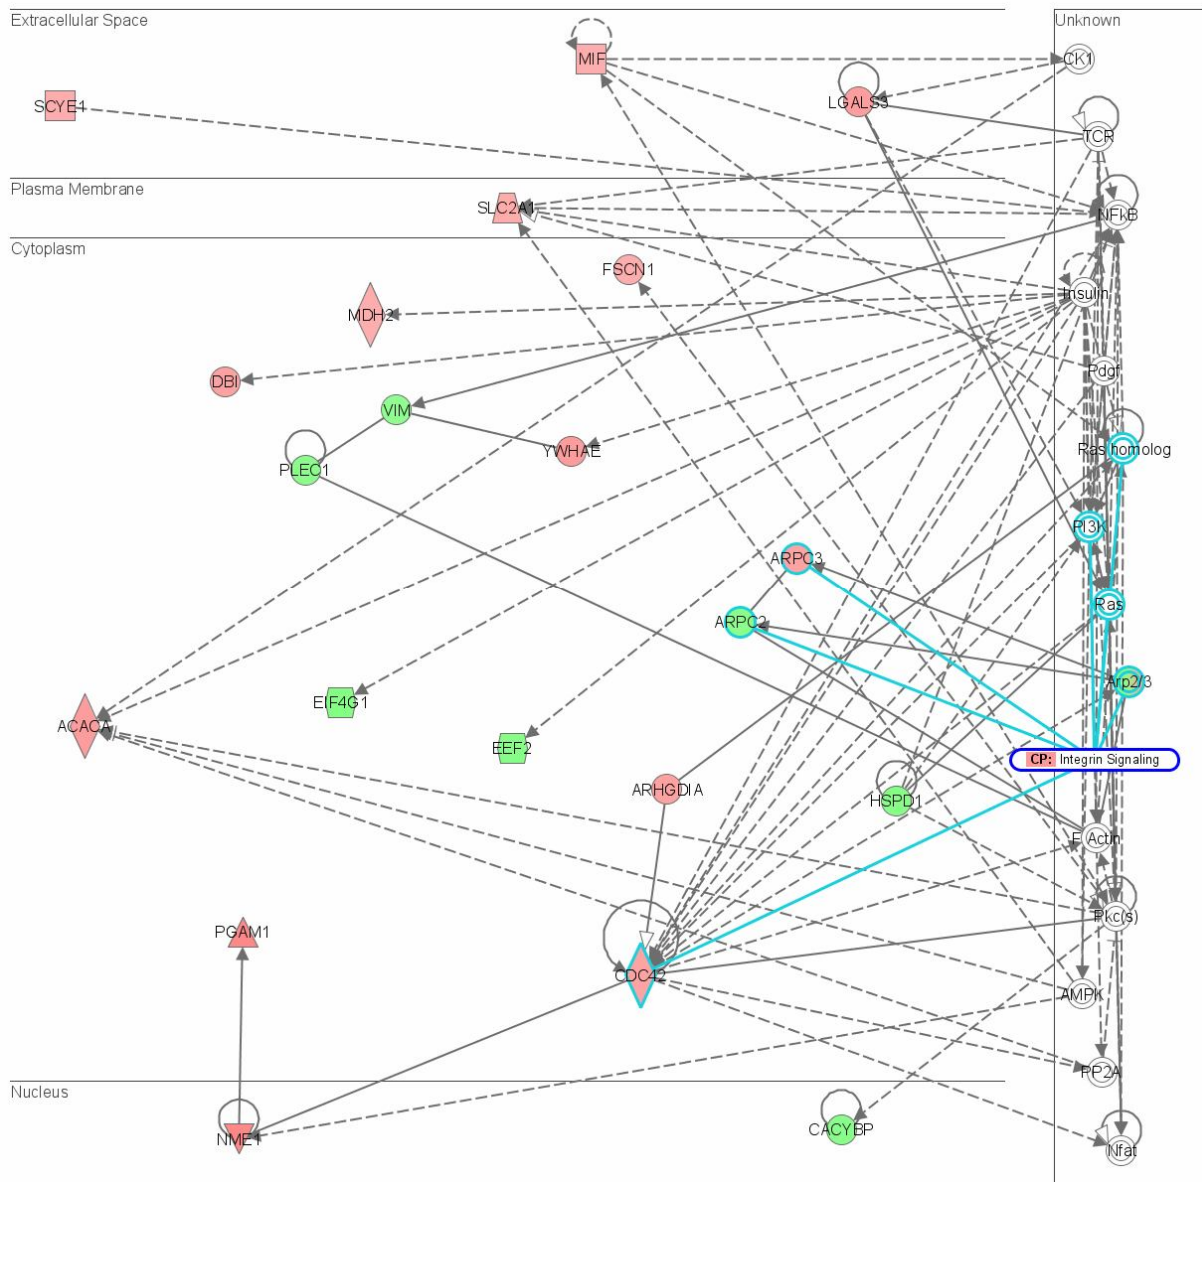 Extracellular Space
Unknown
MIF
CK1
SCYE1
LGALS3
TCR
Plasma Membrane
SLC2A1
NFkB
Cytoplasm
FSCN1
Insulin
MDH2
DBI
Pdgf
VIM
YWHAE
Ras homolog
PLEC1
PI3K
ARPC3
Ras
ARPC2
Arp2/3
EIF4G1
ACACA
EEF2
CP: Integrin Signaling
ARHGDIA
HSPD1
F Actin
PGAM1
Pkc(s)
CDC42
AMPK
PP2A
Nucleus
NME1
CACYBP
Nfat